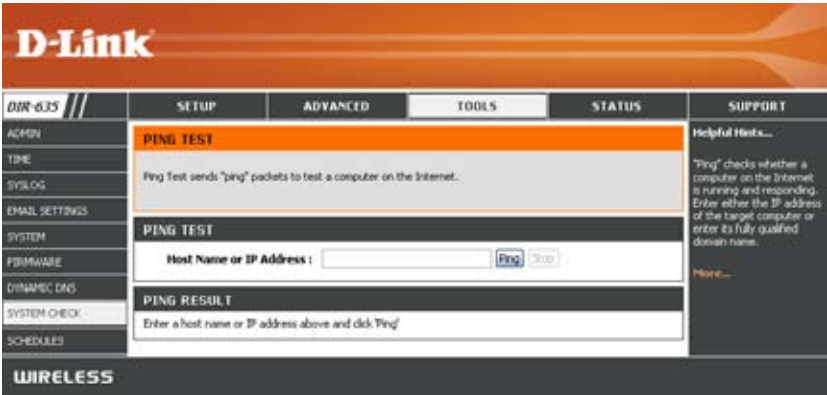 D-Link
DIR-635
SETUP
ADVANCED
TOOLS
STATUS
SUPPORT
ADMIN
TIME
SYSLOG
EMAIL SETTINGS
SYSTEM
FIRMWARE
DYNAMIC DNS
SYSTEM CHECK
SCHEDULES
PING TEST
Ping Test sends "ping" packets to test a computer on the Internet.
PING TEST
Host Name or IP Address :
Ping
Stop
PING RESULT
Enter a host name or IP address above and click 'Ping'
Helpful Hints...
"Ping" checks whether a
computer on the Internet
is running and responding.
Enter either the IP address
of the target computer or
enter its fully qualified
domain name.
More...
WIRELESS